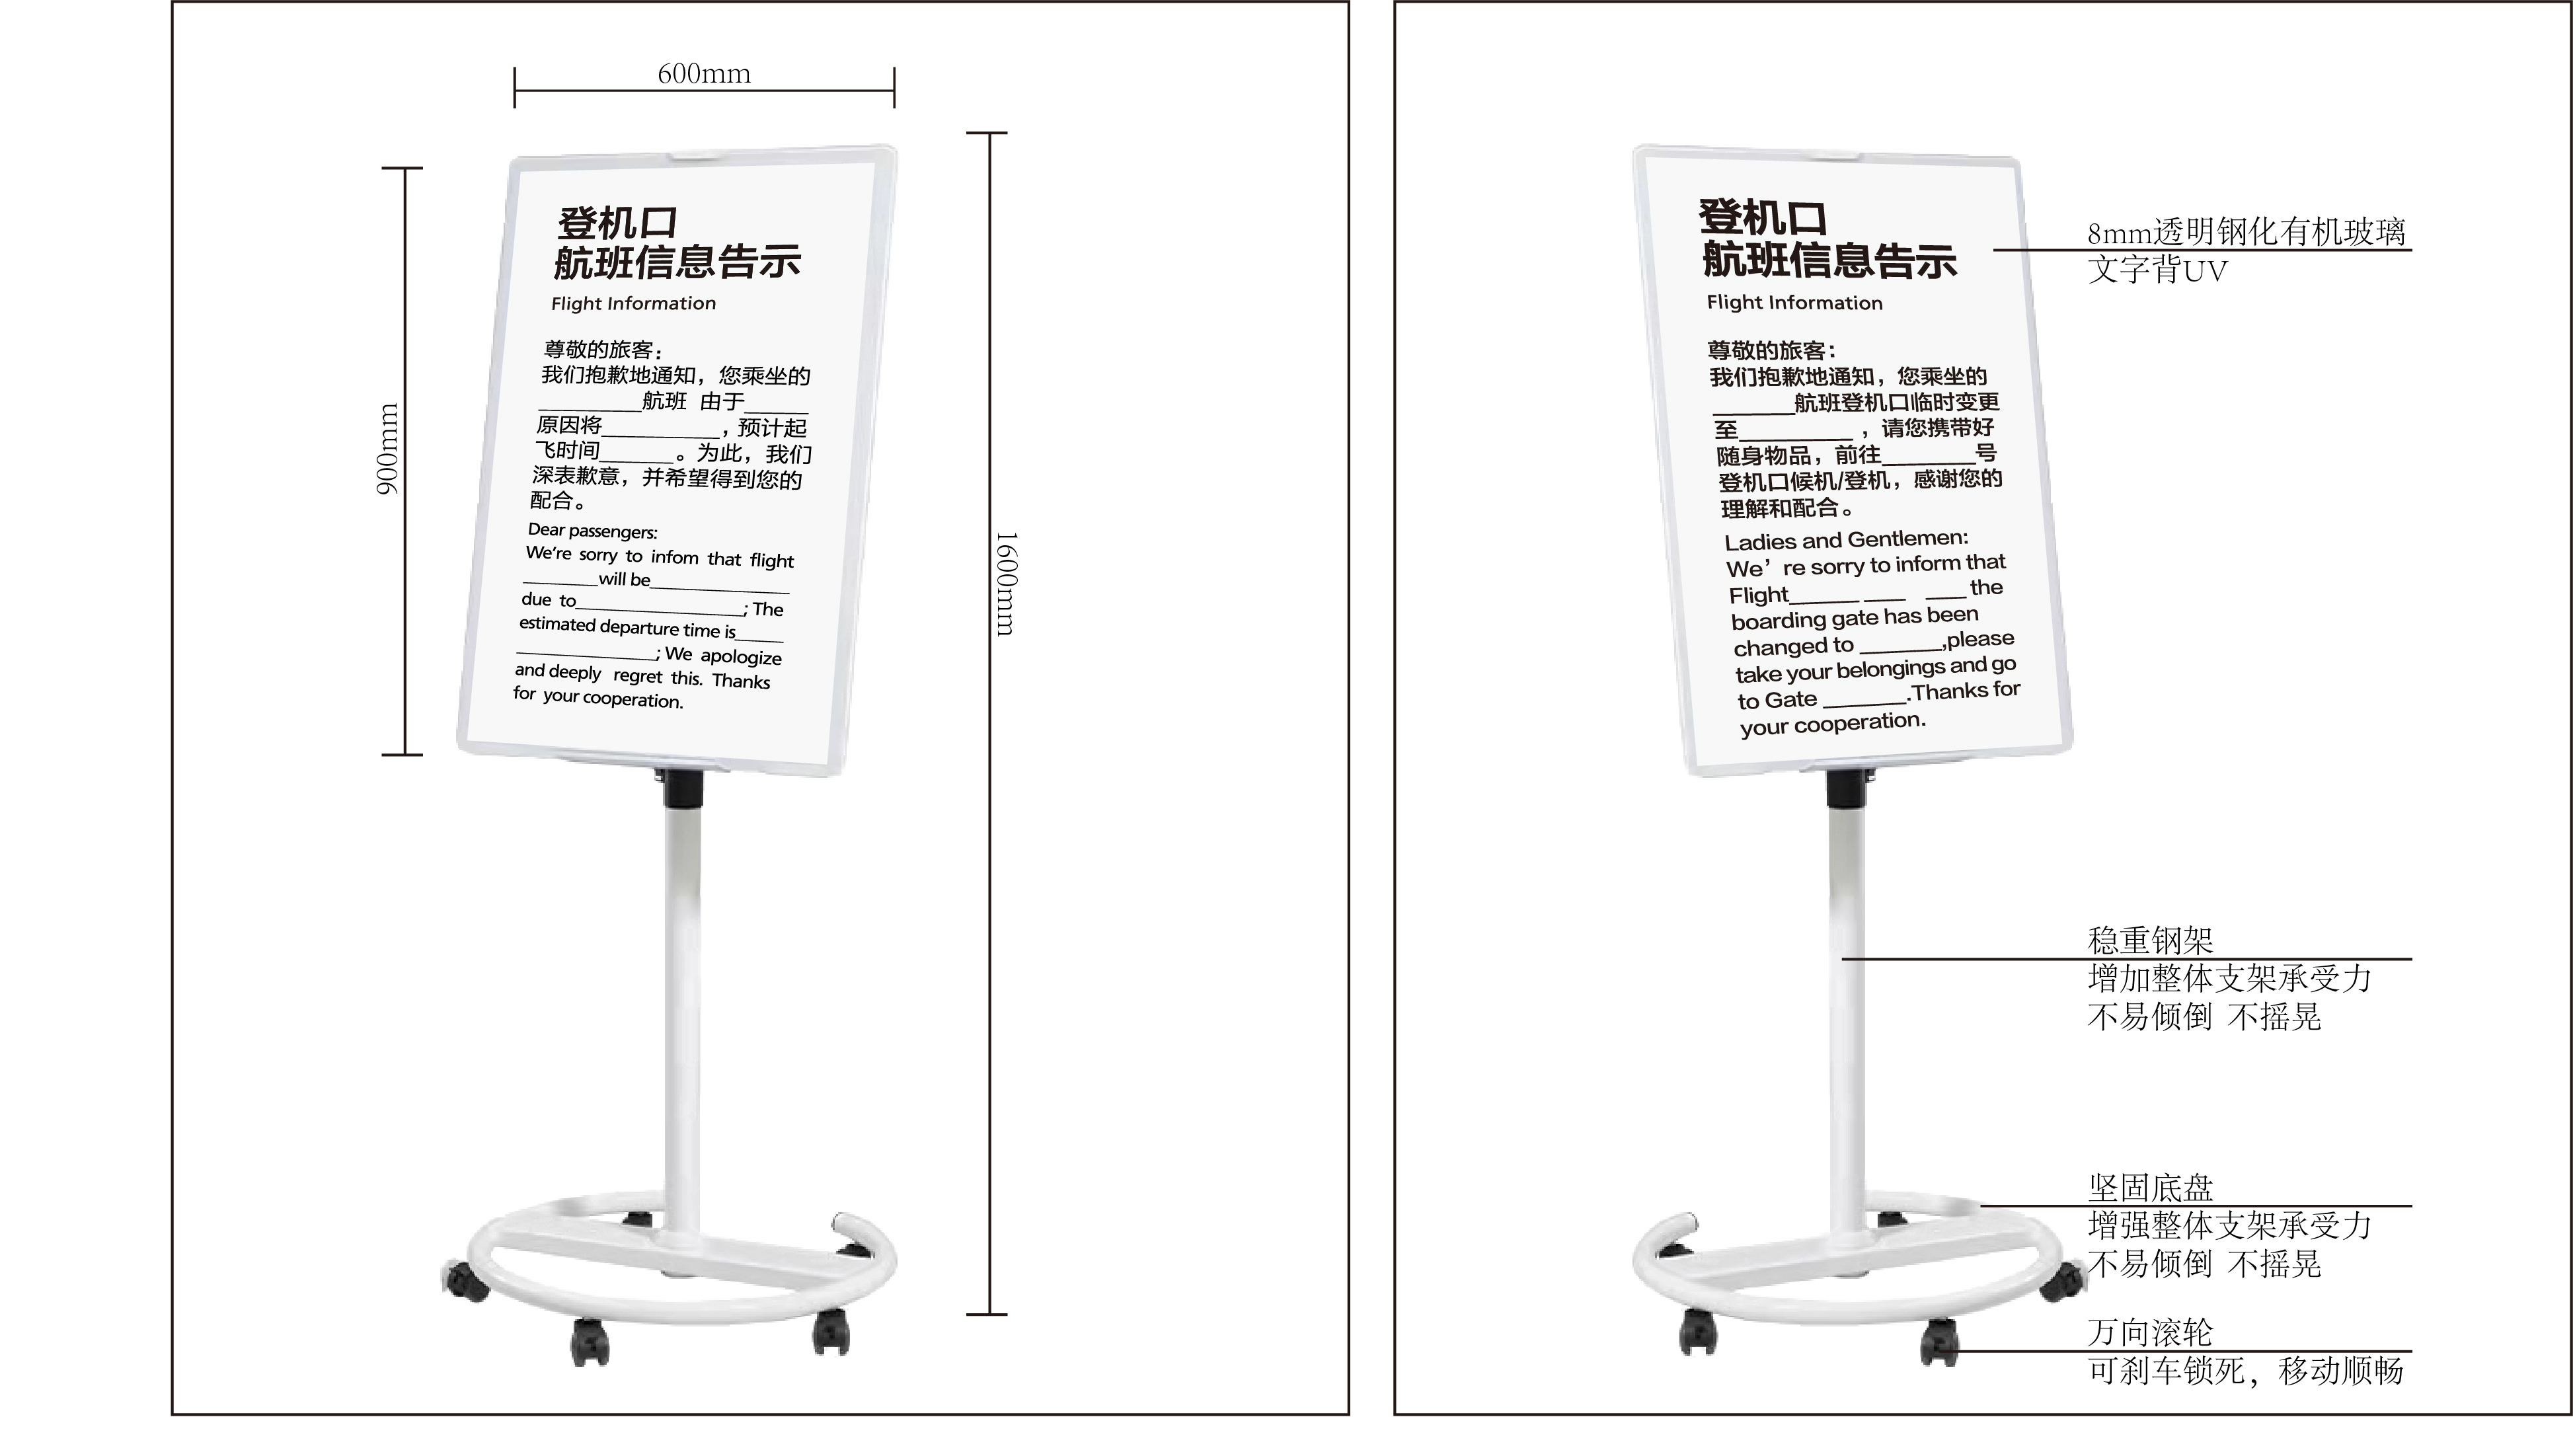 600mm
900mm
1600mm
登机口
航班信息告示
Flight Information
尊敬的旅客：
我们抱歉地通知，您乘坐的
________航班 由于_____
原因将_________，预计起
飞时间______。为此，我们
深表歉意，并希望得到您的
配合。
Dear passengers:
We're sorry to infom that flight
________will be______________
due to_________________; The
estimated departure time is_____
______________; We apologize
and deeply regret this. Thanks
for your cooperation.
登机口
航班信息告示
Flight Information
尊敬的旅客：
我们抱歉地通知，您乘坐的
_______航班登机口临时变更
至_________，请您携带好
随身物品，前往________号
登机口候机/登机，感谢您的
理解和配合。
Ladies and Gentlemen:
We’re sorry to inform that
Flight______ ___ ___ the
boarding gate has been
changed to _______,please
take your belongings and go
to Gate _______.Thanks for
your cooperation.
8mm透明钢化有机玻璃
文字背UV
稳重钢架
增加整体支架承受力
不易倾倒 不摇晃
坚固底盘
增强整体支架承受力
不易倾倒 不摇晃
万向滚轮
可刹车锁死，移动顺畅